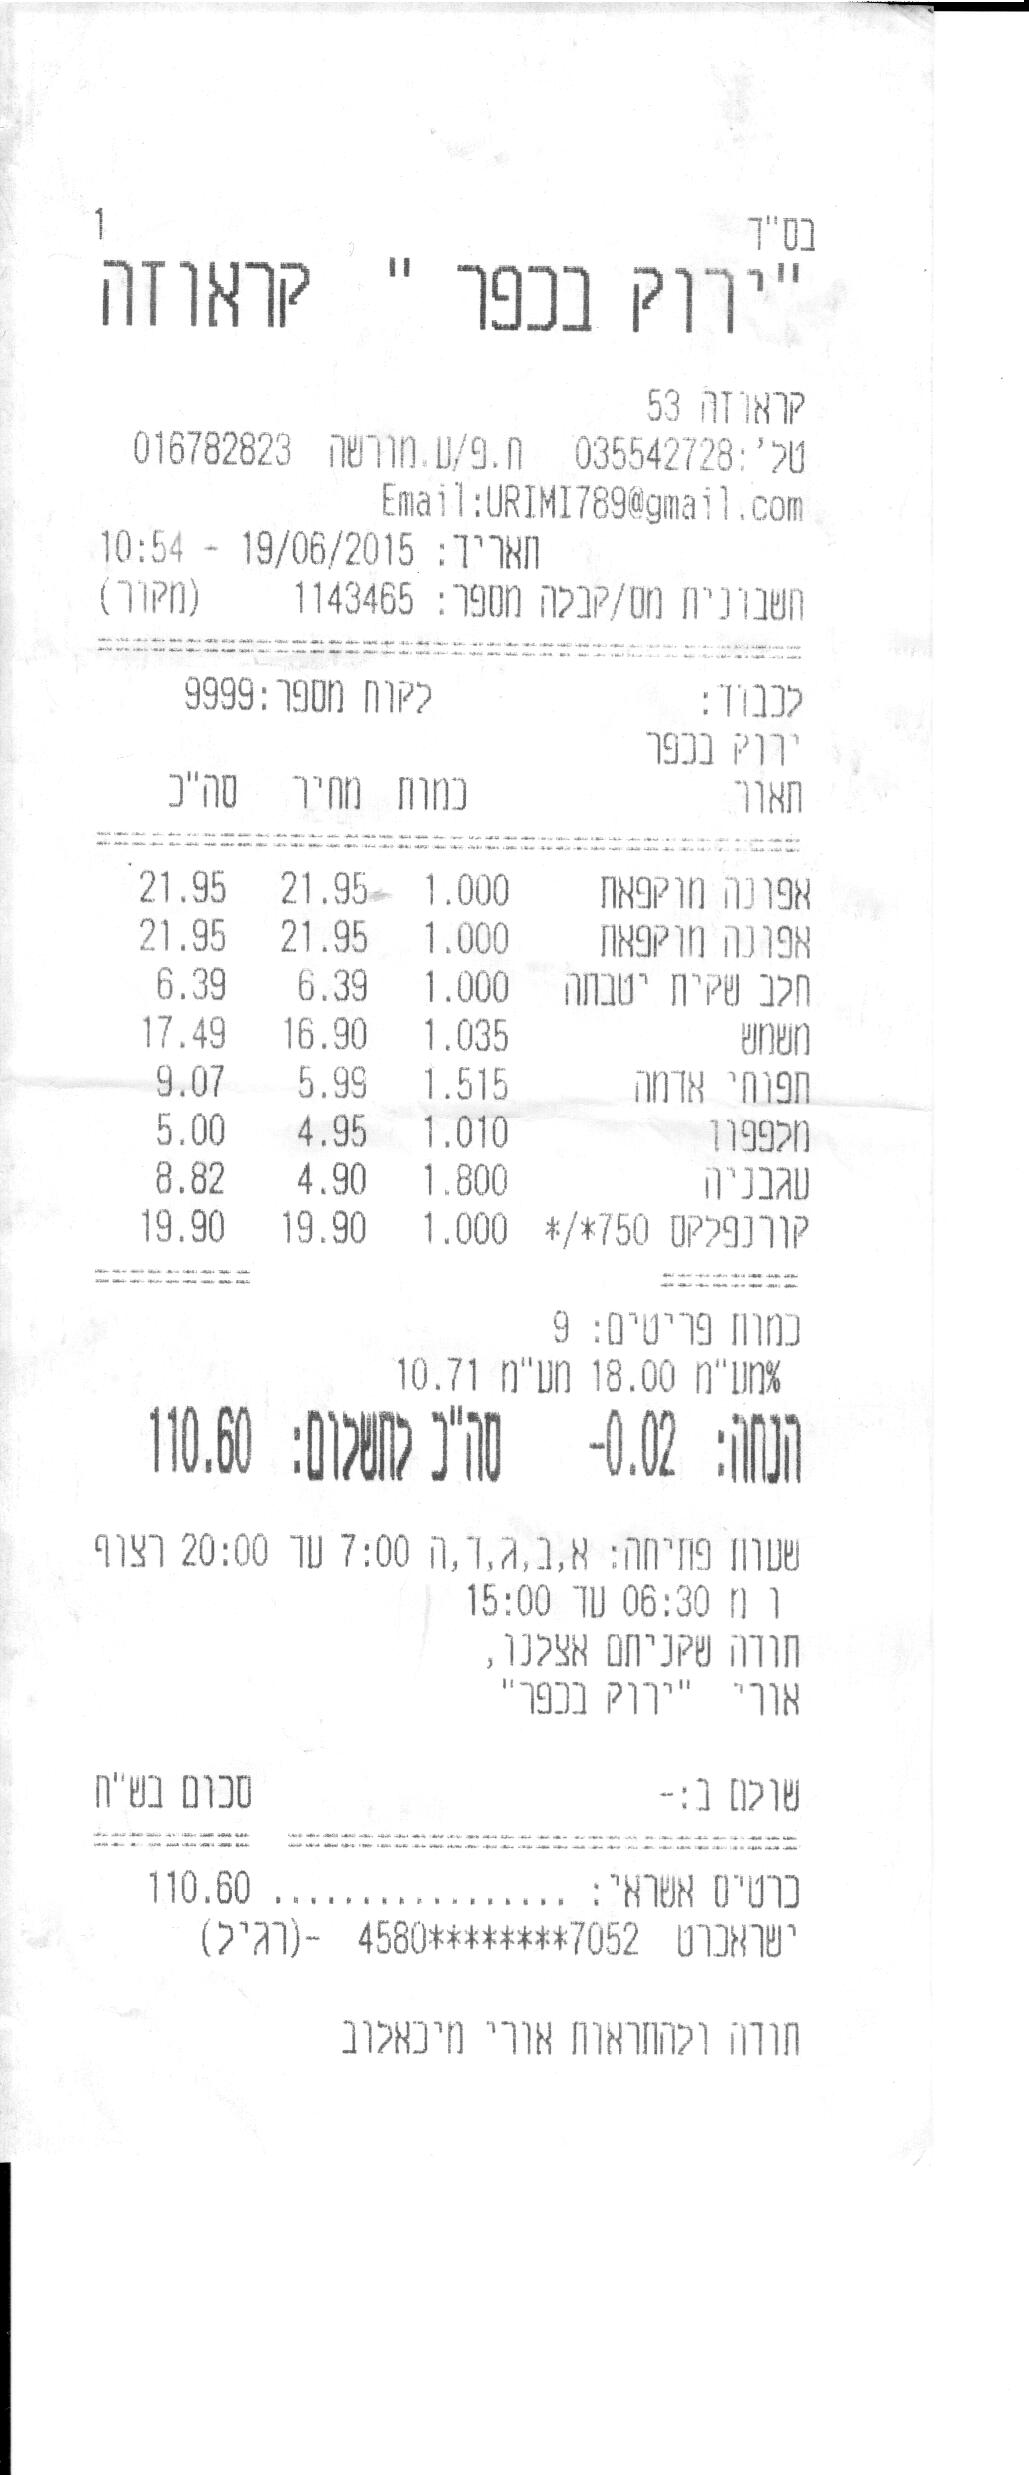 בס"ד 1
"ירוק בכפר " קראוזה
קראוזה 53
טל': 035542728 ח.פ/ע.מורשה 016782823
Email:URIMI789@gmail.com
תאריך: 19/06/2015 - 10:54
חשבונית מס/קבלה מספר: 1143465 (מקור)
לכבוד: לקוח מספר:9999
ירוק בכפר
תאור כמות מחיר סה"כ
אפונה מוקפאת 1.000 21.95 21.95
אפונה מוקפאת 1.000 21.95 21.95
חלב שקית יטבתה 1.000 6.39 6.39
משמש 1.035 16.90 17.49
תפוחי אדמה 1.515 5.99 9.07
מלפפון 1.010 4.95 5.00
עגבניה 1.800 4.90 8.82
קורנפלקס 750*/* 1.000 19.90 19.90
כמות פריטים: 9
%מע"מ 18.00 מע"מ 10.71
הנחה: -0.02 סה"כ לתשלום: 110.60
שעות פתיחה: א,ב,ג,ד,ה 7:00 עד 20:00 רצוף
ו מ 06:30 עד 15:00
תודה שקניתם אצלנו,
אורי "ירוק בכפר"
שולם ב:- סכום בש"ח
כרטיס אשראי: ................. 110.60
ישראכרט 4580********7052 -(רגיל)
תודה ולהתראות אורי מיכאלוב